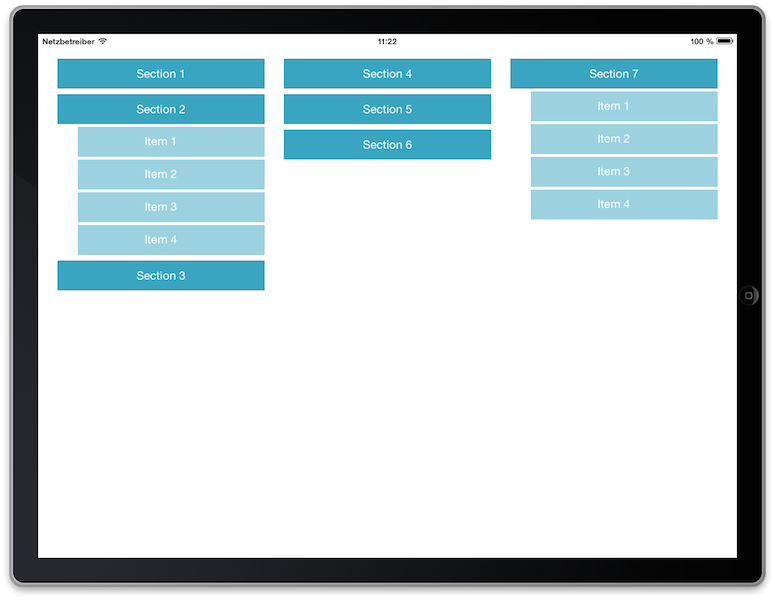 Netzbetreiber 11:22 100 %
Section 1
Section 2
Item 1
Item 2
Item 3
Item 4
Section 3
Section 4
Section 5
Section 6
Section 7
Item 1
Item 2
Item 3
Item 4